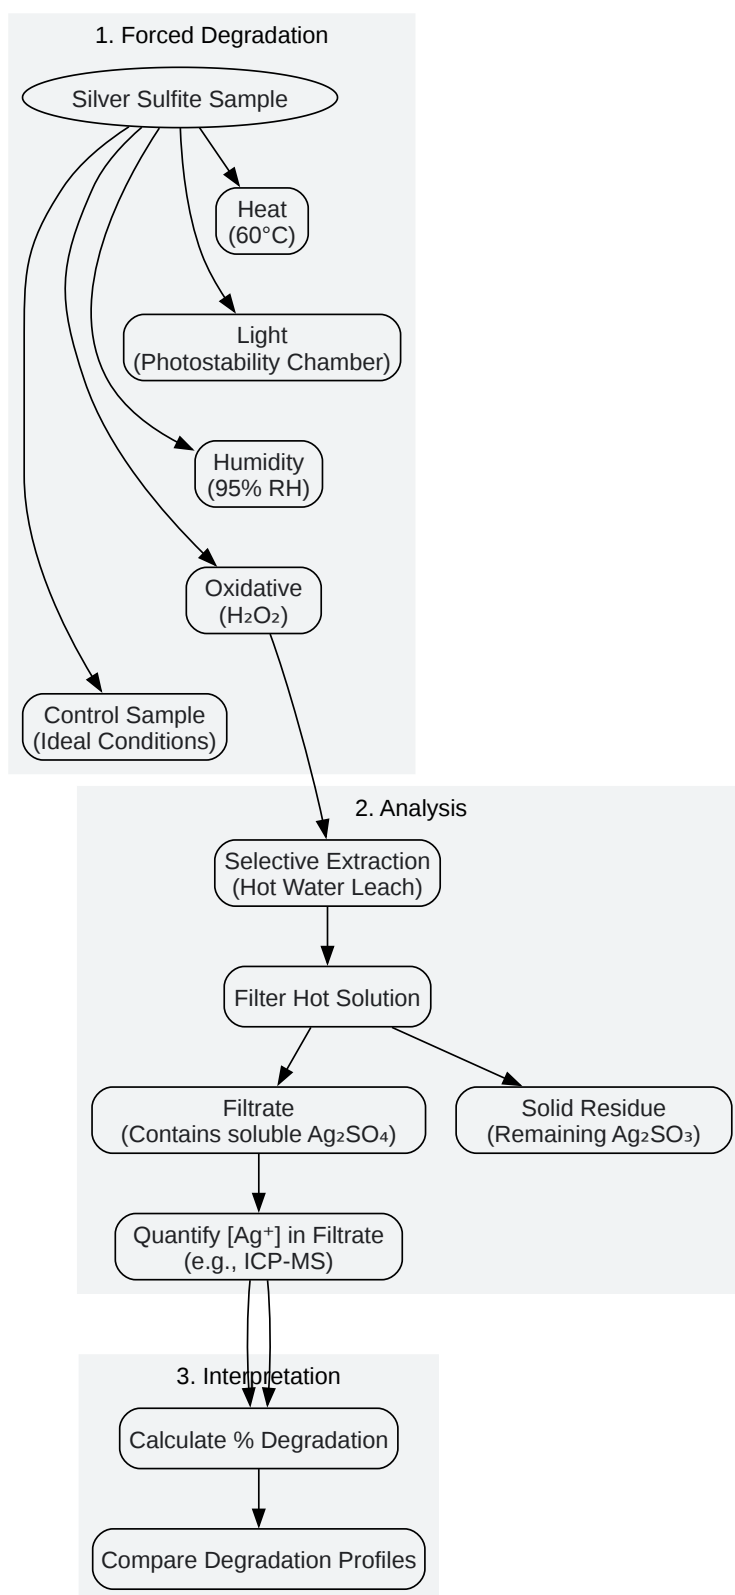 1. Forced Degradation
Silver Sulfite Sample
Heat
(60°C)
Light
(Photostability Chamber)
Humidity
(95% RH)
Oxidative
(H₂O₂)
Control Sample
(Ideal Conditions)
2. Analysis
Selective Extraction
(Hot Water Leach)
Filter Hot Solution
Filtrate
(Contains soluble Ag₂SO₄)
Solid Residue
(Remaining Ag₂SO₃)
Quantify [Ag⁺] in Filtrate
(e.g., ICP-MS)
3. Interpretation
Calculate % Degradation
Compare Degradation Profiles